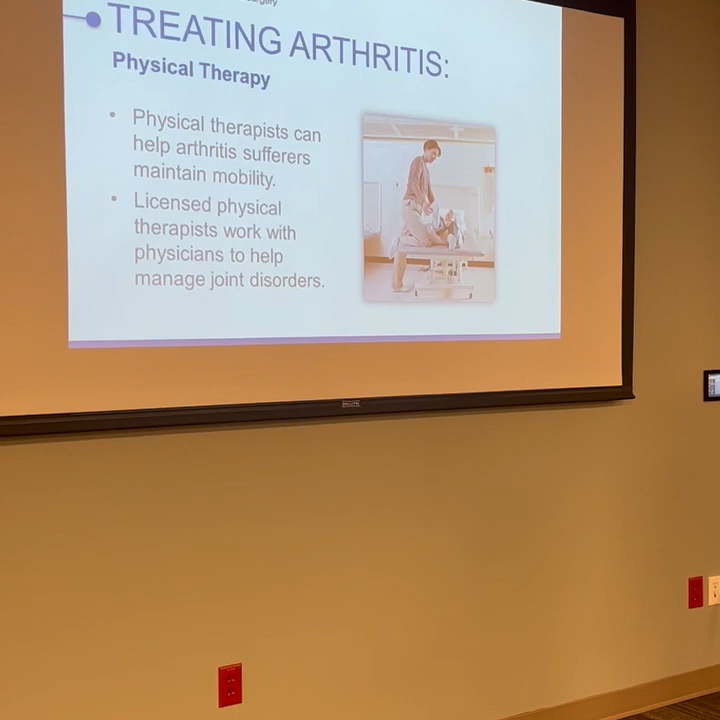 TREATING ARTHRITIS:
Physical Therapy
• Physical therapists can
help arthritis sufferers
maintain mobility.
• Licensed physical
therapists work with
physicians to help
manage joint disorders.